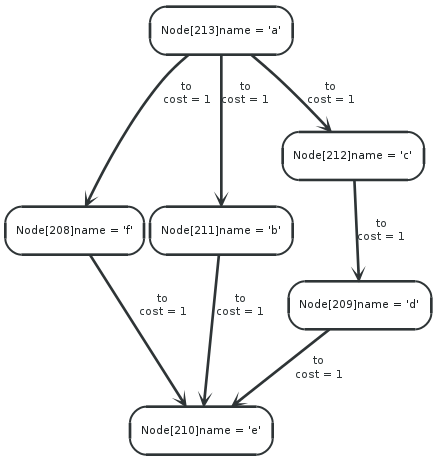 Node[213]name = 'a'
to
cost = 1
to
cost = 1
to
cost = 1
Node[212]name = 'c'
Node[208]name = 'f'
Node[211]name = 'b'
to
cost = 1
Node[209]name = 'd'
to
cost = 1
to
cost = 1
to
cost = 1
Node[210]name = 'e'